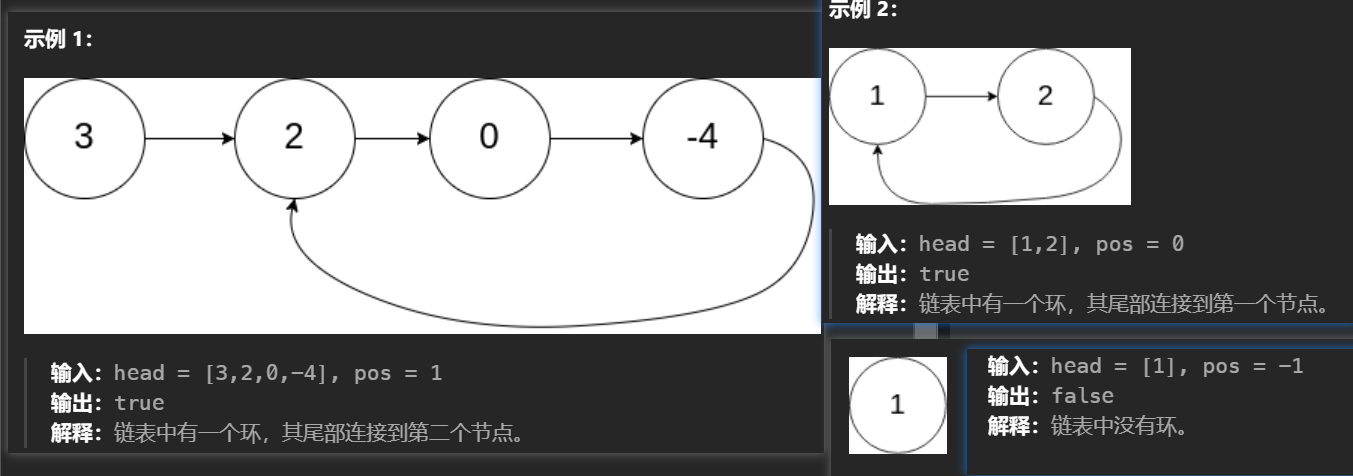 示例 1：
3 2 0 -4
输入：head = [3,2,0,-4], pos = 1
输出：true
解释：链表中有一个环，其尾部连接到第二个节点。
示例 2：
1 2
输入：head = [1,2], pos = 0
输出：true
解释：链表中有一个环，其尾部连接到第一个节点。
1
输入：head = [1], pos = -1
输出：false
解释：链表中没有环。